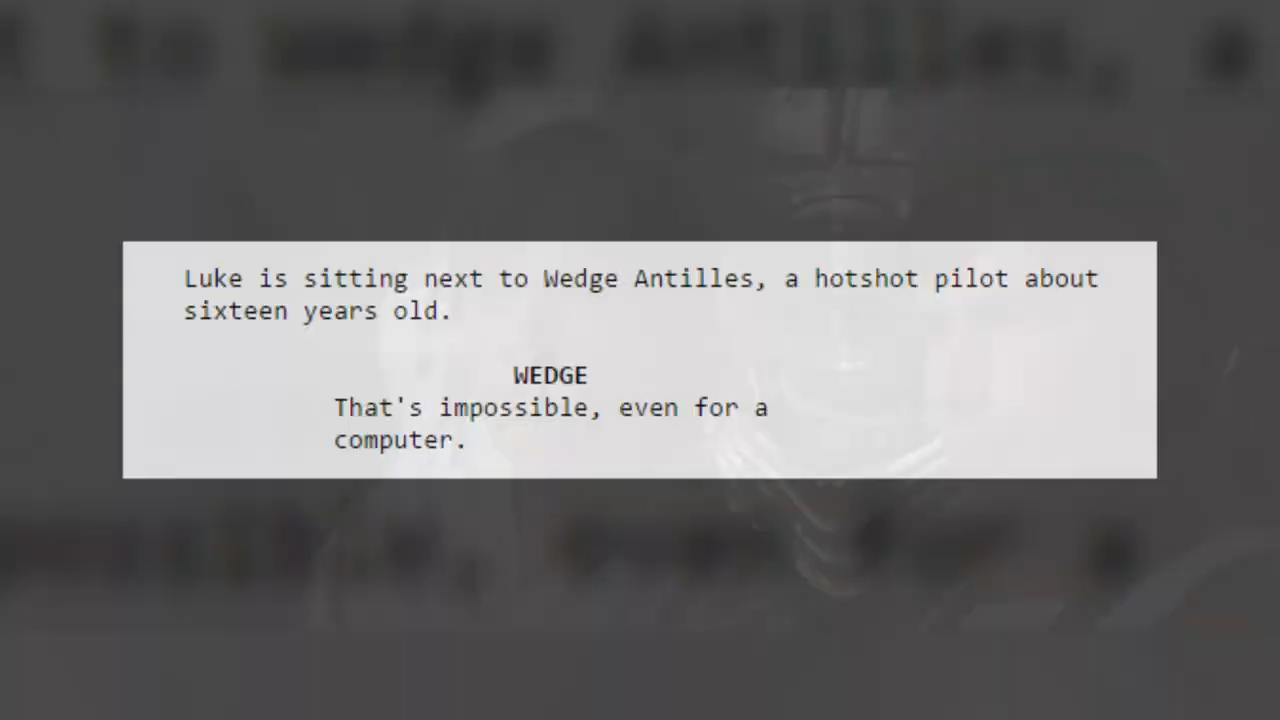 Luke is sitting next to Wedge Antilles, a hotshot pilot about
sixteen years old.
WEDGE
That's impossible, even for a
computer.